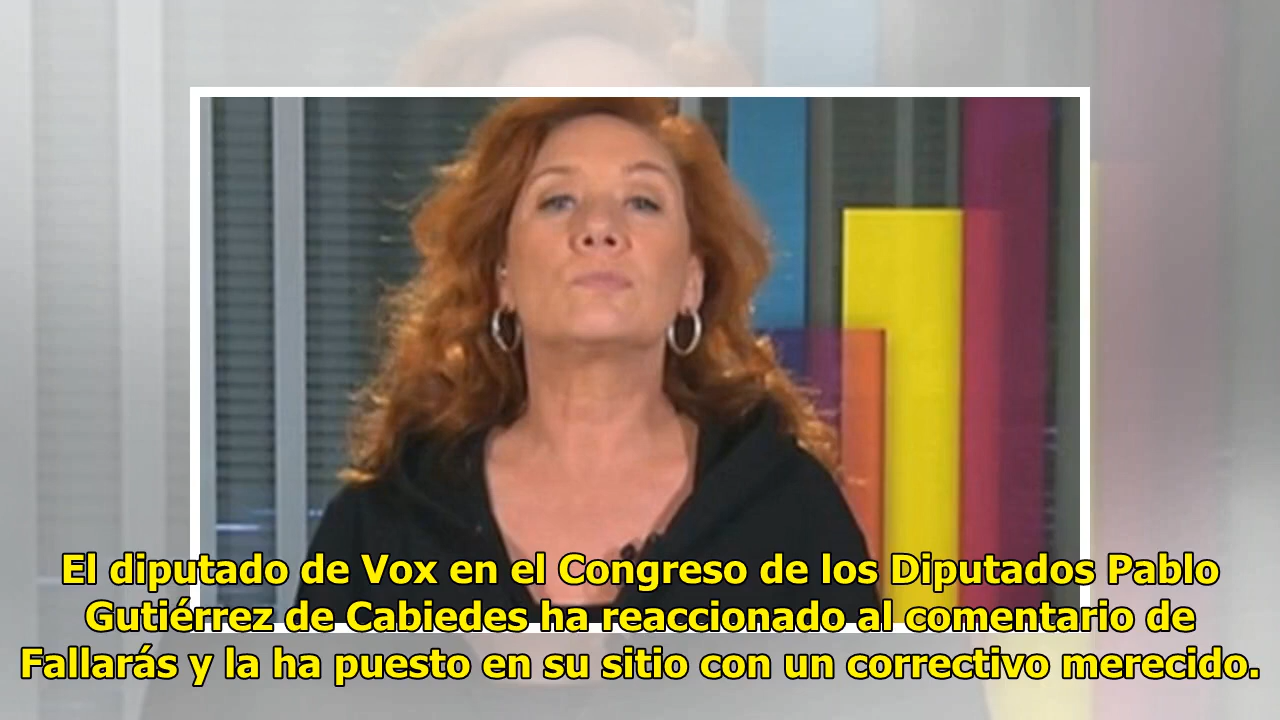 El diputado de Vox en el Congreso de los Diputados Pablo
Gutiérrez de Cabiedes ha reaccionado al comentario de
Fallarás y la ha puesto en su sitio con un correctivo merecido.